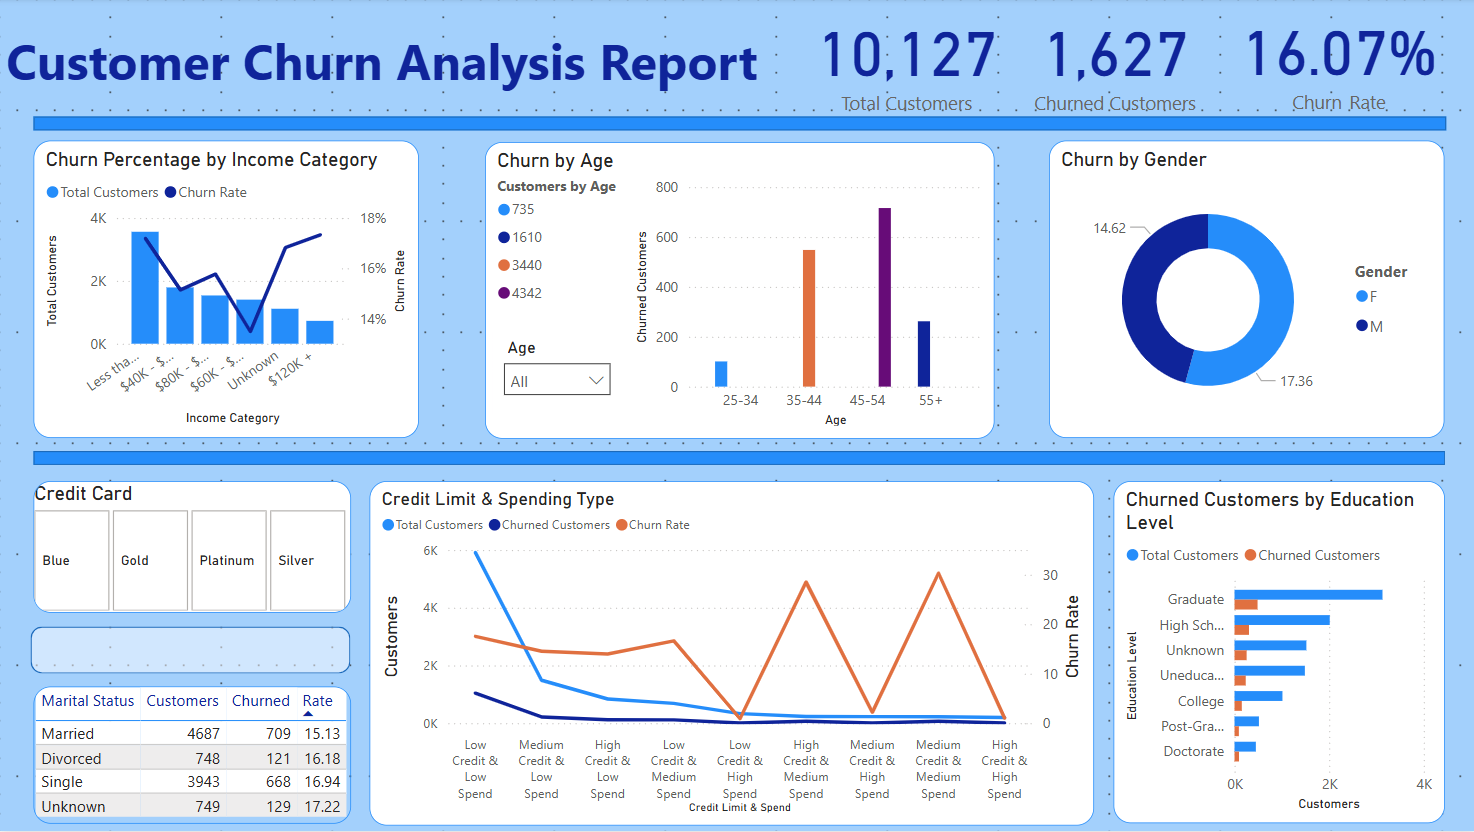 Customer Churn Analysis Report
10,127
Total Customers
1,627
Churned Customers
16.07%
Churn Rate
Churn Percentage by Income Category
Total Customers Churn Rate
4K
2K
0K
Total Customers
18%
16%
14%
Churn Rate
Less tha...
$40K - $...
$80K - $...
$60K - $...
Unknown
$120K +
Income Category
Churn by Age
Customers by Age
735
1610
3440
4342
Age
All
800
600
400
200
0
Churned Customers
25-34 35-44 45-54 55+
Age
Churn by Gender
14.62
17.36
Gender
F
M
Credit Card
Blue Gold Platinum Silver
Marital Status Customers Churned Rate
Married 4687 709 15.13
Divorced 748 121 16.18
Single 3943 668 16.94
Unknown 749 129 17.22
Credit Limit & Spending Type
Total Customers Churned Customers Churn Rate
6K
4K
2K
0K
Customers
30
20
10
0
Churn Rate
Low Credit & Low Spend
Medium Credit & Low Spend
High Credit & Low Spend
Low Credit & Medium Spend
Low Credit & High Spend
High Credit & Medium Spend
Medium Credit & High Spend
Medium Credit & Medium Spend
High Credit & High Spend
Credit Limit & Spend
Churned Customers by Education
Level
Total Customers Churned Customers
Education Level
Graduate
High Sch...
Unknown
Uneduca...
College
Post-Gra...
Doctorate
0K 2K 4K
Customers